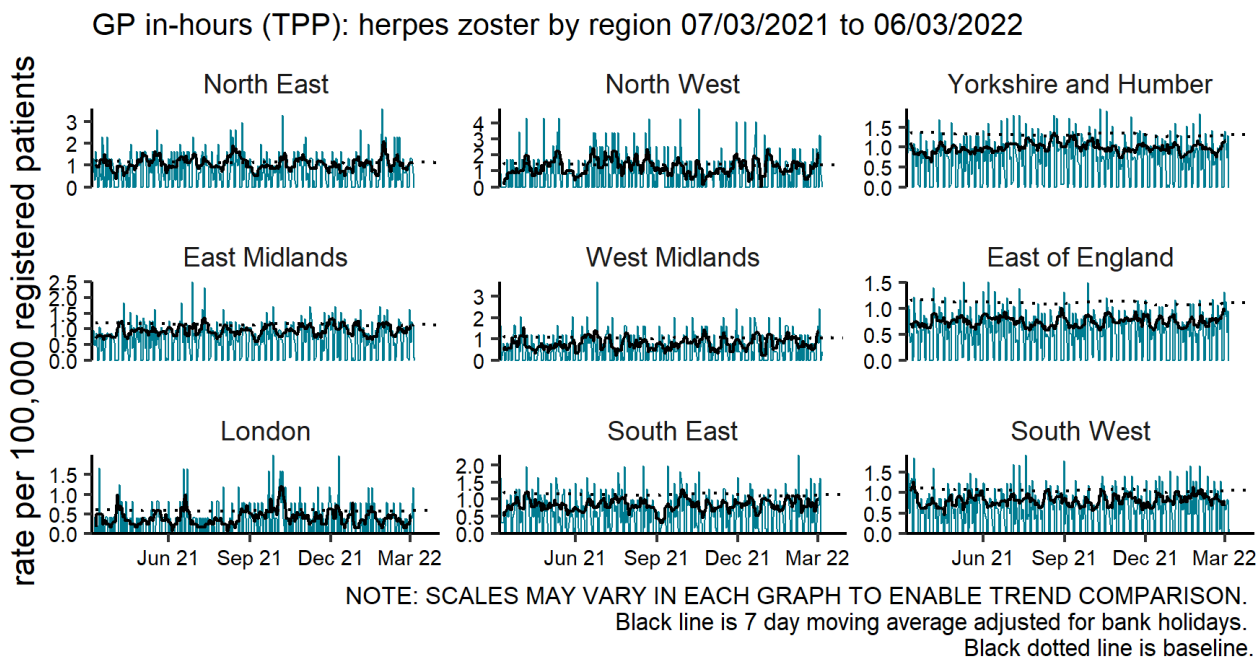 GP in-hours (TPP): herpes zoster by region 07/03/2021 to 06/03/2022
rate per 100,000 registered patients
North East
3
2
1
0
North West
4
3
2
1
0
Yorkshire and Humber
1.5
1.0
0.5
0.0
East Midlands
2.5
2.0
1.5
1.0
0.5
0.0
West Midlands
3
2
1
0
East of England
1.5
1.0
0.5
0.0
London
1.5
1.0
0.5
0.0
Jun 21 Sep 21 Dec 21 Mar 22
South East
2.0
1.5
1.0
0.5
0.0
Jun 21 Sep 21 Dec 21 Mar 22
South West
1.5
1.0
0.5
0.0
Jun 21 Sep 21 Dec 21 Mar 22
NOTE: SCALES MAY VARY IN EACH GRAPH TO ENABLE TREND COMPARISON.
Black line is 7 day moving average adjusted for bank holidays.
Black dotted line is baseline.